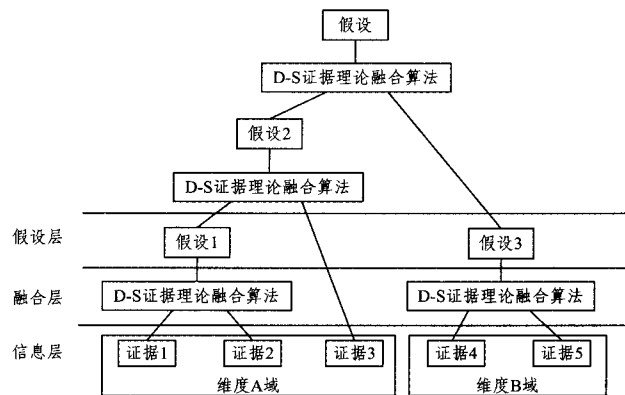 假设
D-S证据理论融合算法
假设2
D-S证据理论融合算法
假设层
假设1
假设3
融合层
D-S证据理论融合算法
D-S证据理论融合算法
信息层
证据1
证据2
证据3
证据4
证据5
维度A域
维度B域